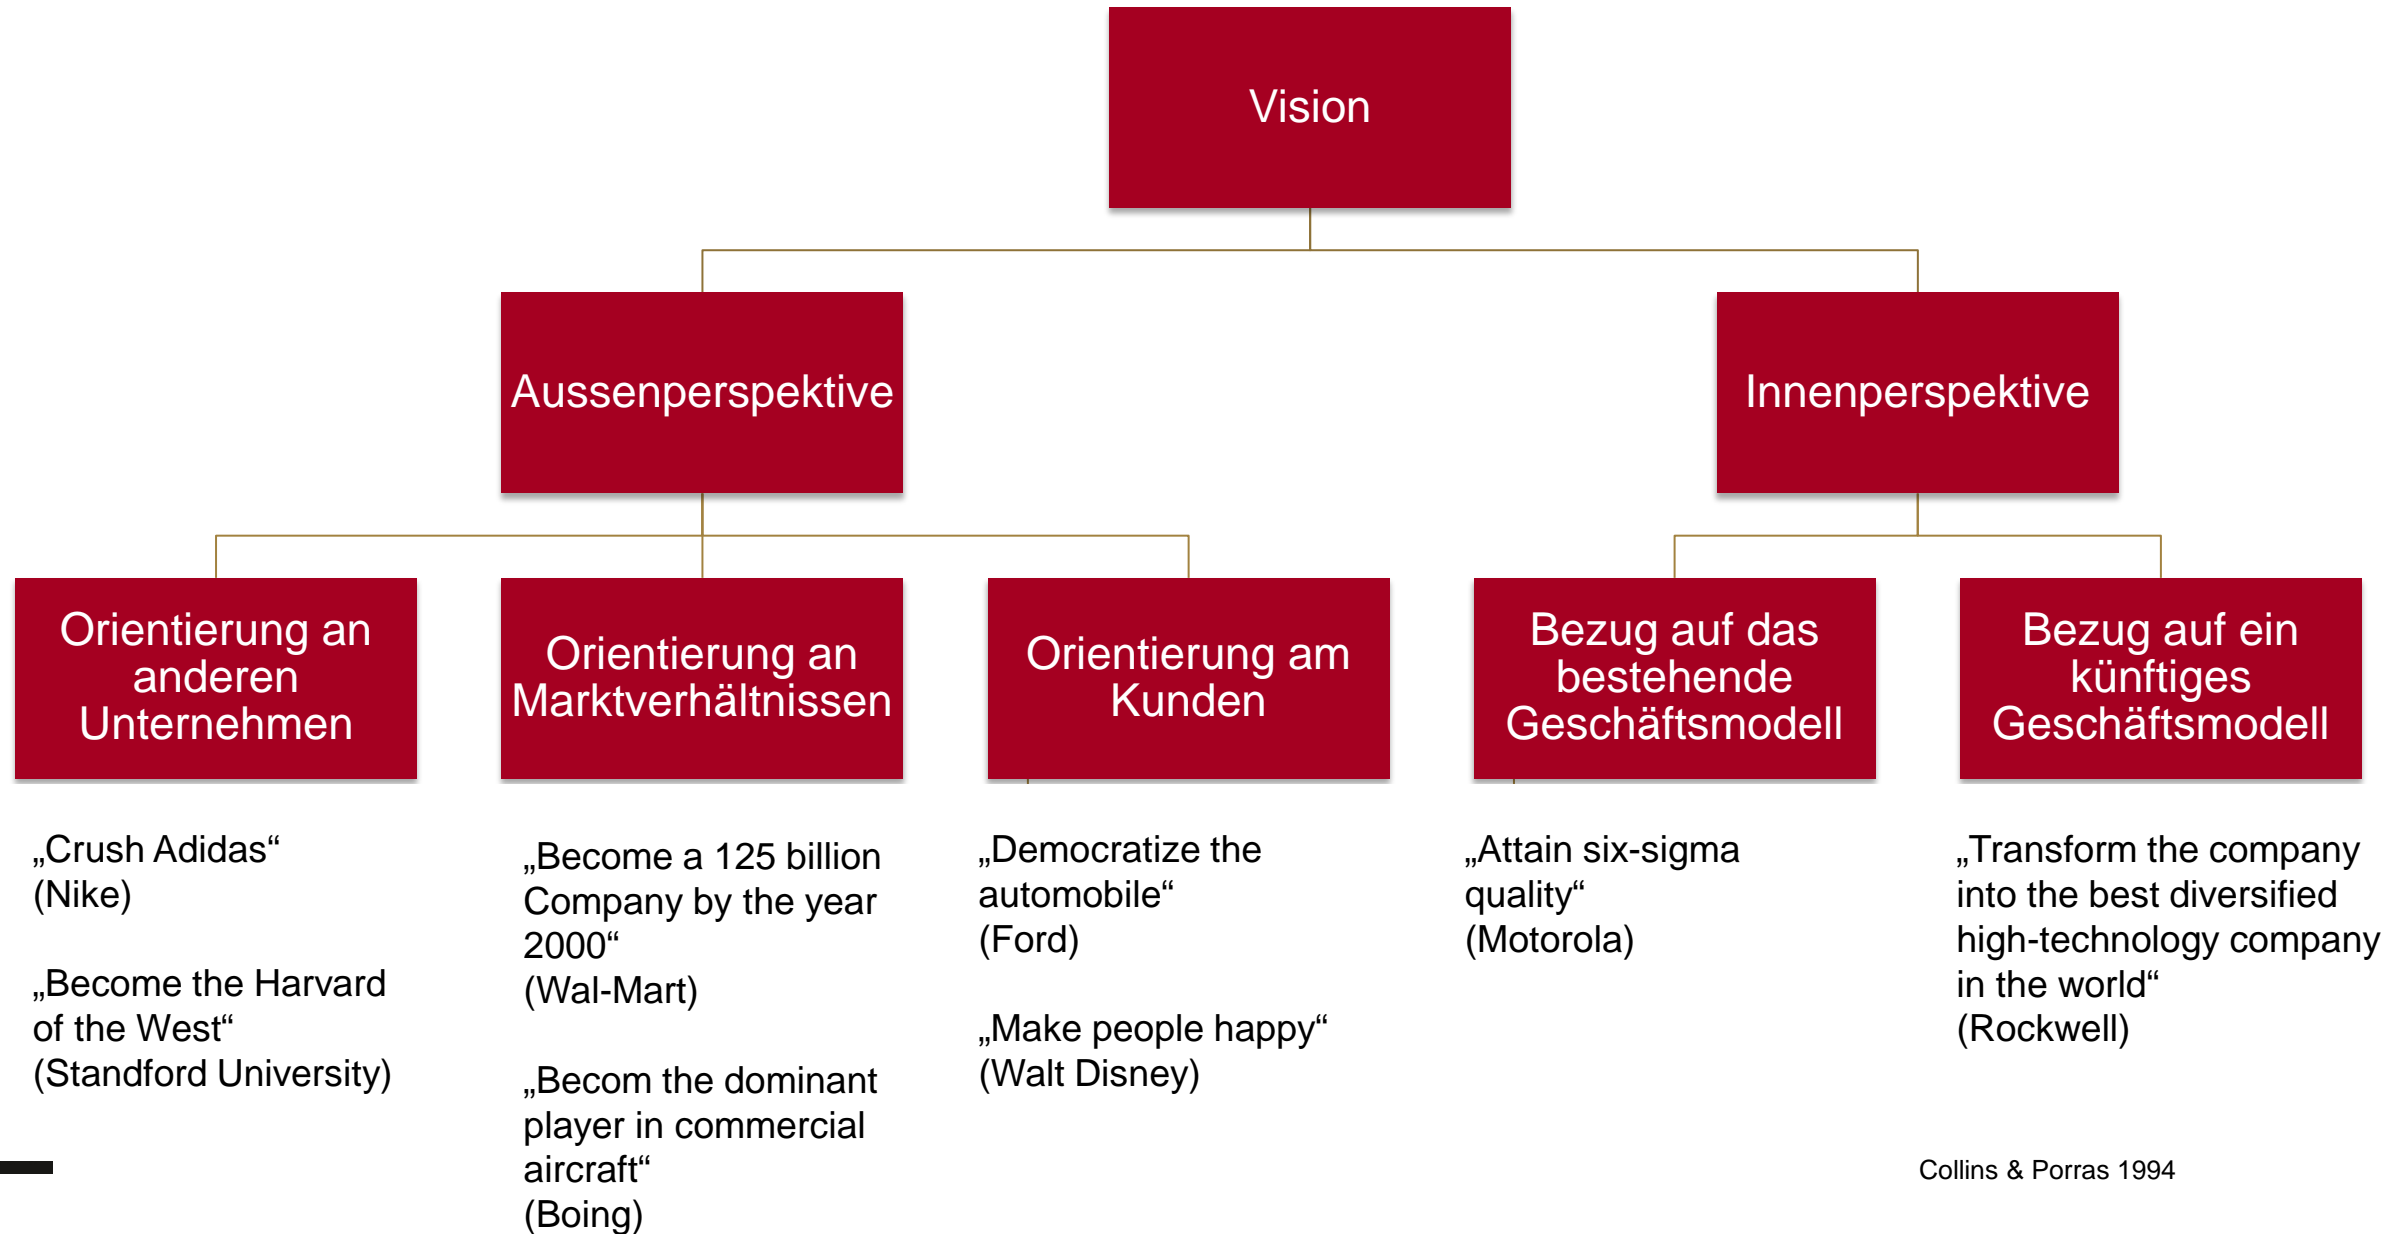 Vision
Aussenperspektive
Innenperspektive
Orientierung an
anderen
Unternehmen
Orientierung an
Marktverhältnissen
Orientierung am
Kunden
Bezug auf das
bestehende
Geschäftsmodell
Bezug auf ein
künftiges
Geschäftsmodell
„Crush Adidas“
(Nike)
„Become the Harvard
of the West“
(Standford University)
„Become a 125 billion
Company by the year
2000“
(Wal-Mart)
„Becom the dominant
player in commercial
aircraft“
(Boing)
„Democratize the
automobile“
(Ford)
„Make people happy“
(Walt Disney)
„Attain six-sigma
quality“
(Motorola)
„Transform the company
into the best diversified
high-technology company
in the world“
(Rockwell)
Collins & Porras 1994